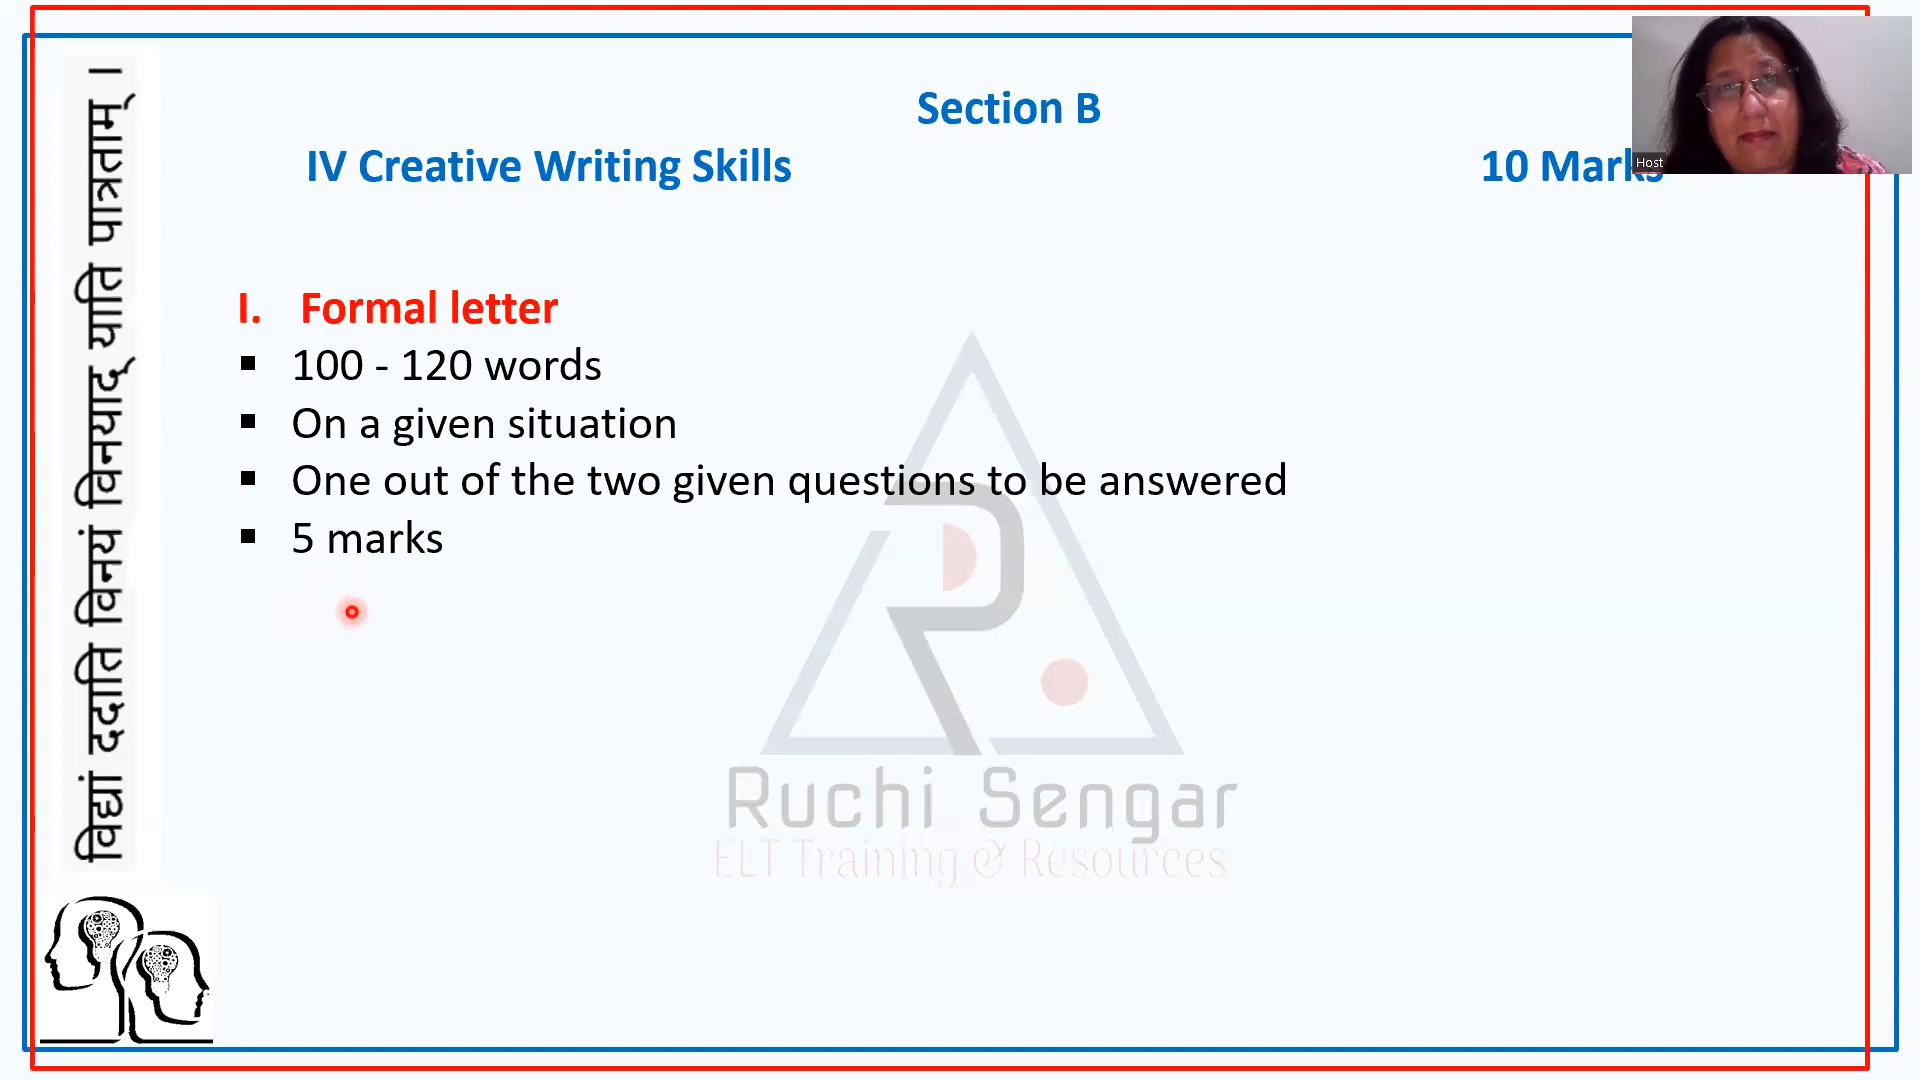 Section B
IV Creative Writing Skills 10 Marks
Host
I. Formal letter
▪ 100 - 120 words
▪ On a given situation
▪ One out of the two given questions to be answered
▪ 5 marks
विद्यां ददाति विनयं विनयाद् याति पात्रताम् ।
Ruchi Sengar
ELT Training & Resources